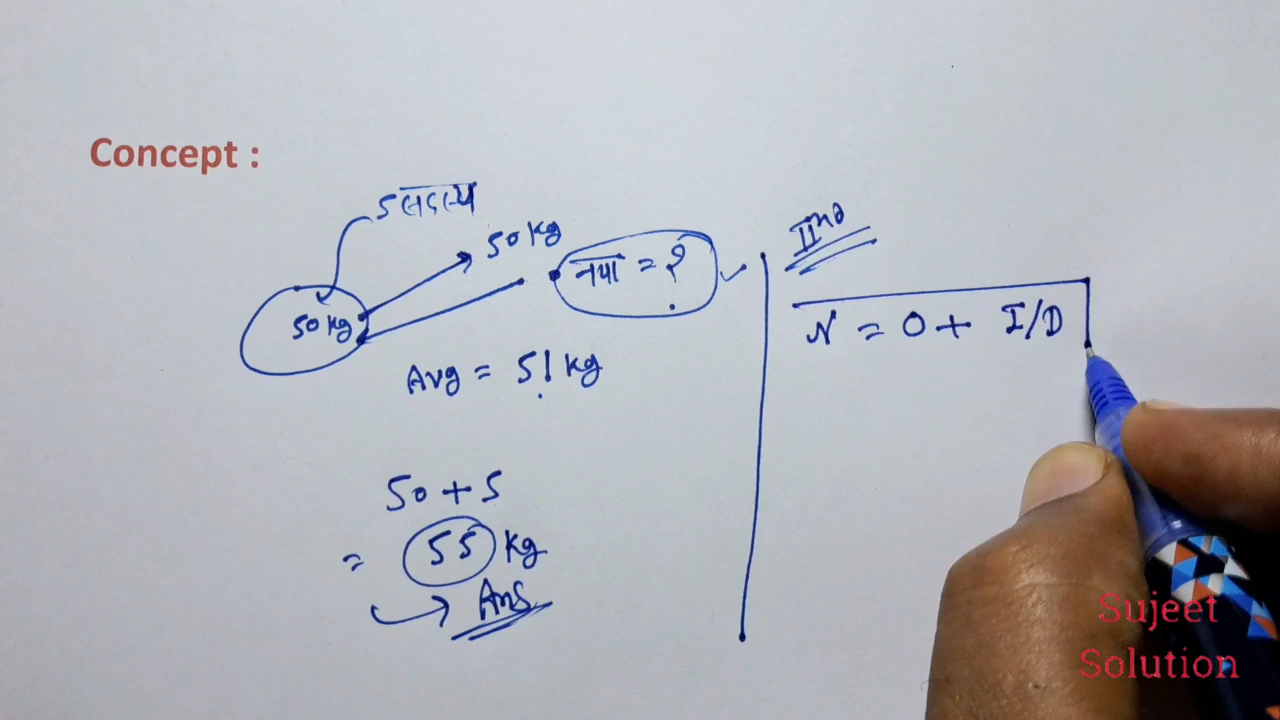 Concept :
5 सदस्य
50 kg
50 kg
नया = ?
Avg = 51 kg
50 + 5
= 55 kg
Ans
IInd
N = O + I/D
Sujeet
Solution